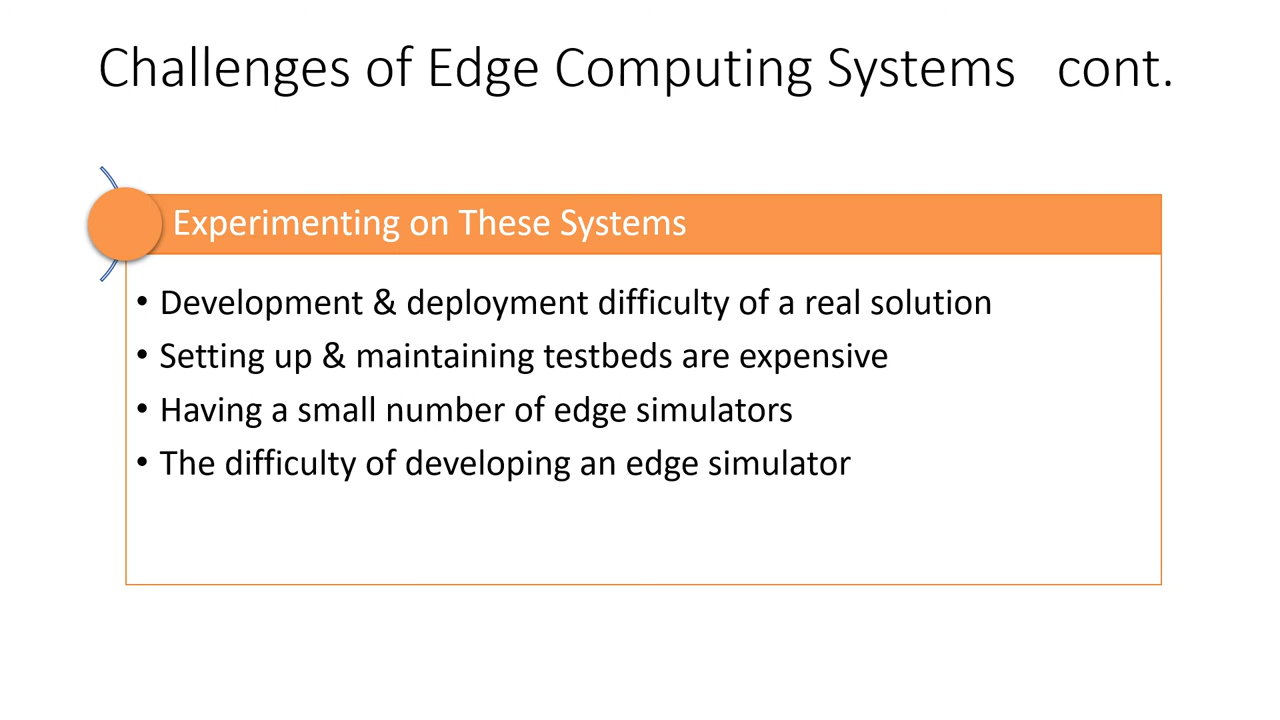 Challenges of Edge Computing Systems cont.
Experimenting on These Systems
• Development & deployment difficulty of a real solution
• Setting up & maintaining testbeds are expensive
• Having a small number of edge simulators
• The difficulty of developing an edge simulator